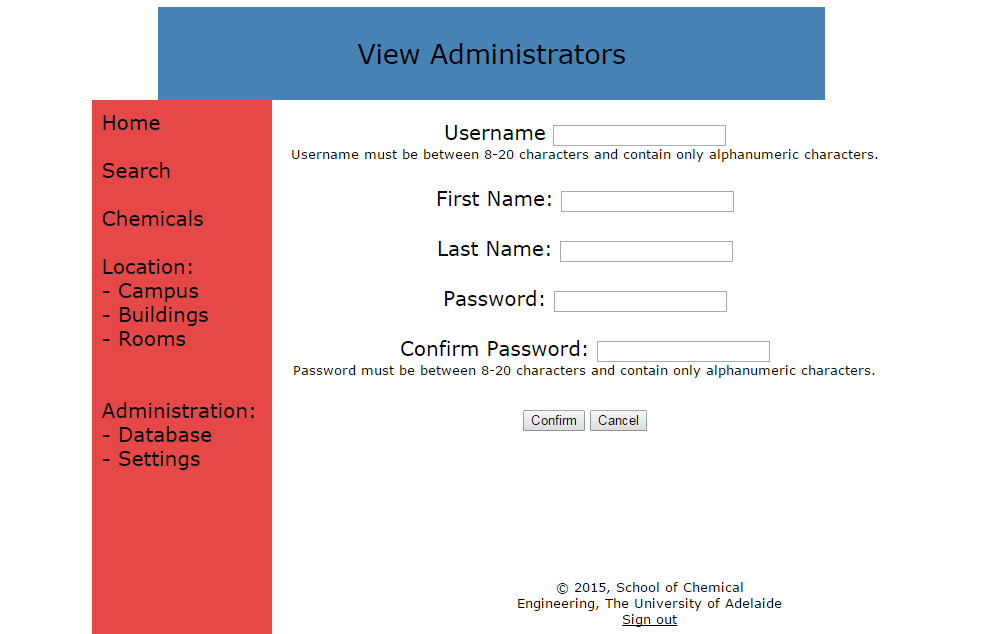 View Administrators
Home
Search
Chemicals
Location:
- Campus
- Buildings
- Rooms
Administration:
- Database
- Settings
Username
Username must be between 8-20 characters and contain only alphanumeric characters.
First Name:
Last Name:
Password:
Confirm Password:
Password must be between 8-20 characters and contain only alphanumeric characters.
Confirm Cancel
© 2015, School of Chemical
Engineering, The University of Adelaide
Sign out